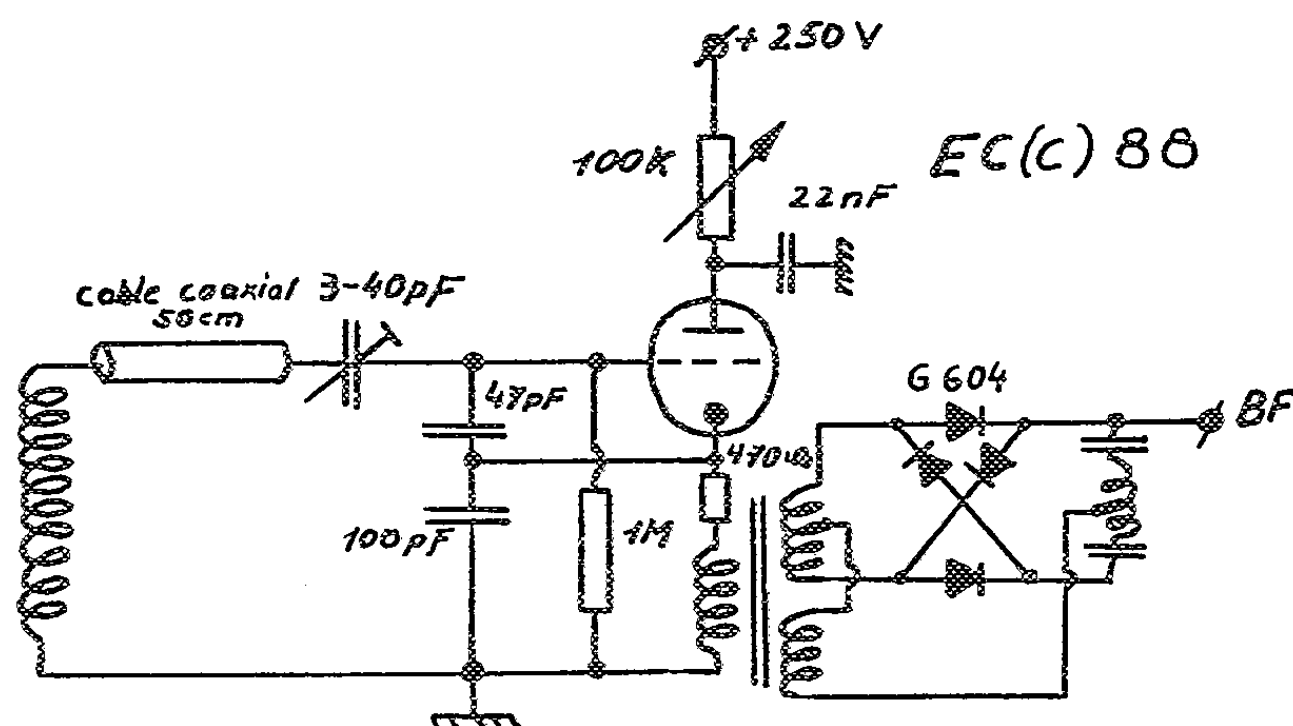 + 250 V
EC(C) 88
100K
22nF
cable coaxial 3-40pF
50cm
47pF
G 604
BF
470Ω
100pF
1M